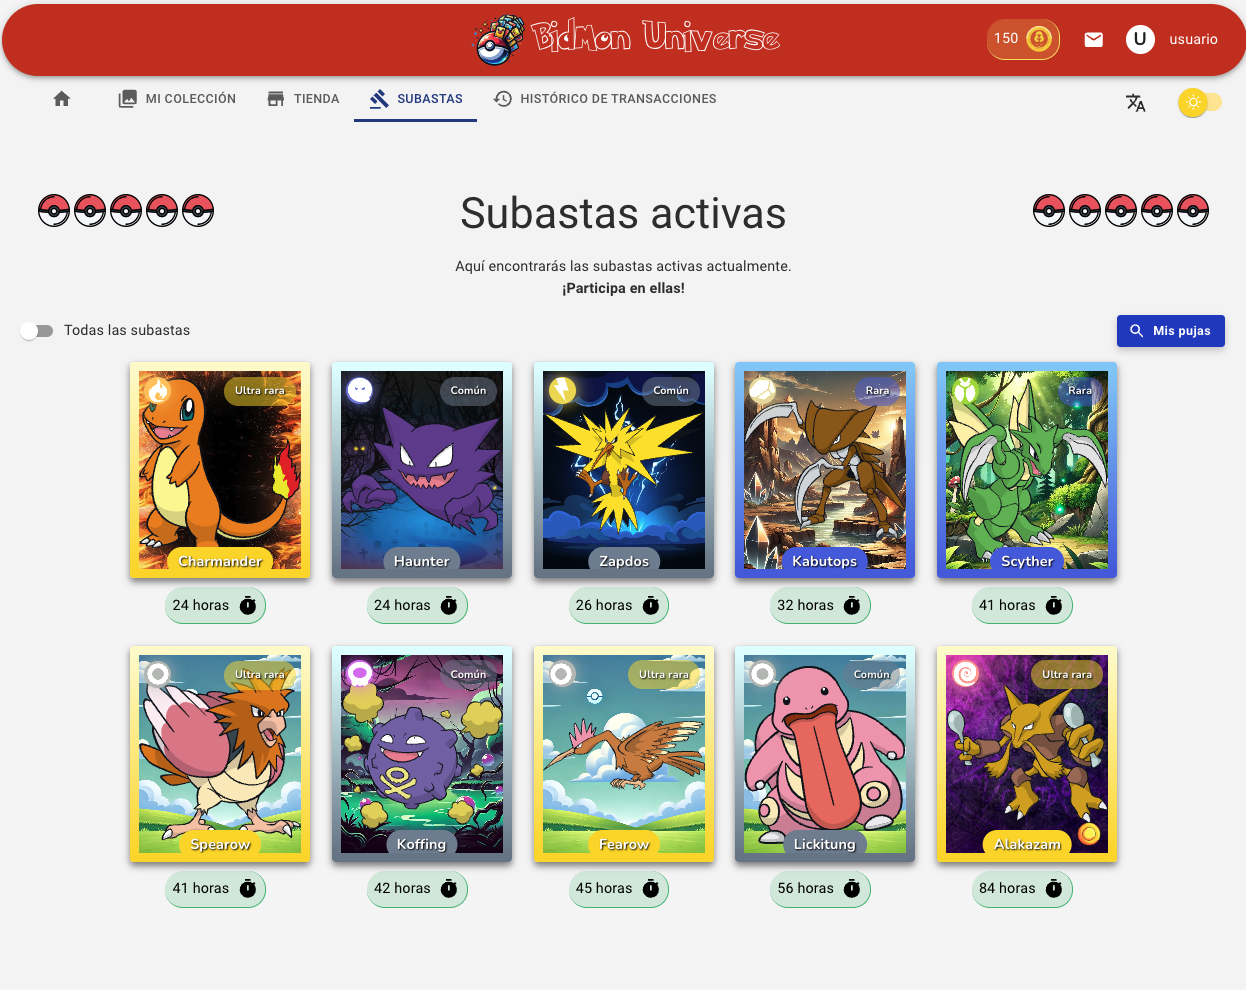 BidMon Universe
150
U
usuario
MI COLECCIÓN
TIENDA
SUBASTAS
HISTÓRICO DE TRANSACCIONES
Subastas activas
Aquí encontrarás las subastas activas actualmente.
¡Participa en ellas!
Todas las subastas
Mis pujas
Ultra rara
Común
Común
Rara
Rara
Charmander
Haunter
Zapdos
Kabutops
Scyther
24 horas
24 horas
26 horas
32 horas
41 horas
Ultra rara
Común
Ultra rara
Común
Ultra rara
Spearow
Koffing
Fearow
Lickitung
Alakazam
41 horas
42 horas
45 horas
56 horas
84 horas